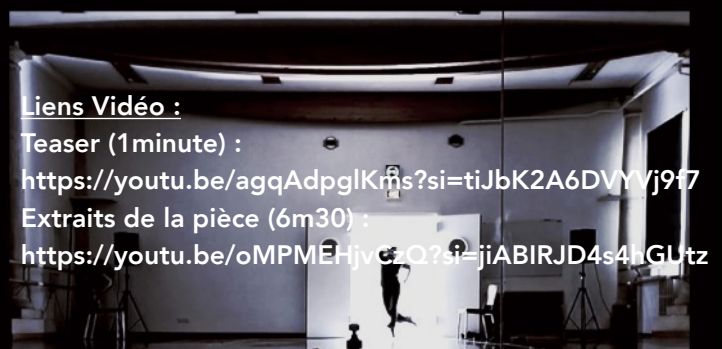 Liens Vidéo :
Teaser (1minute) :
https://youtu.be/agqAdpglKms?si=tiJbK2A6DVYVj9f7
Extraits de la pièce (6m30) :
https://youtu.be/oMPMEHjvCzQ?si=jiABIRJD4s4hGUtz